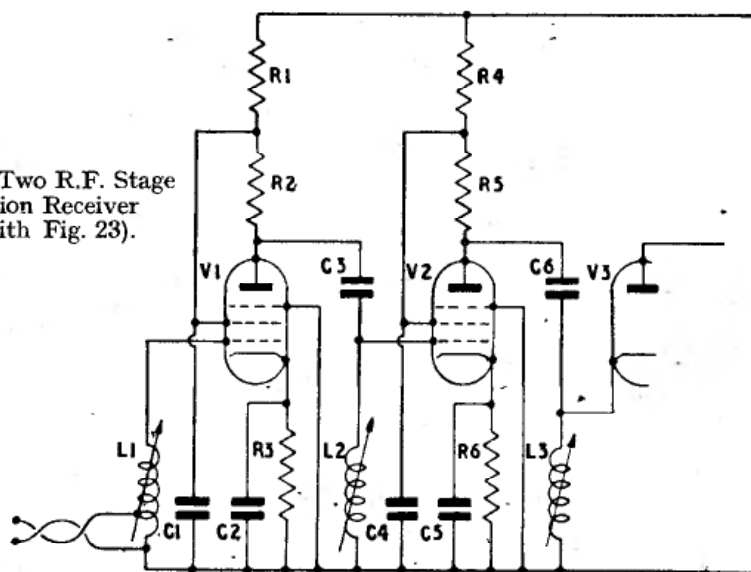 R1
R4
Two R.F. Stage
ion Receiver
ith Fig. 23).
R2
R5
V1
C3
V2
C6
V3
L1
R3
L2
R6
L3
C1
C2
C4
C5